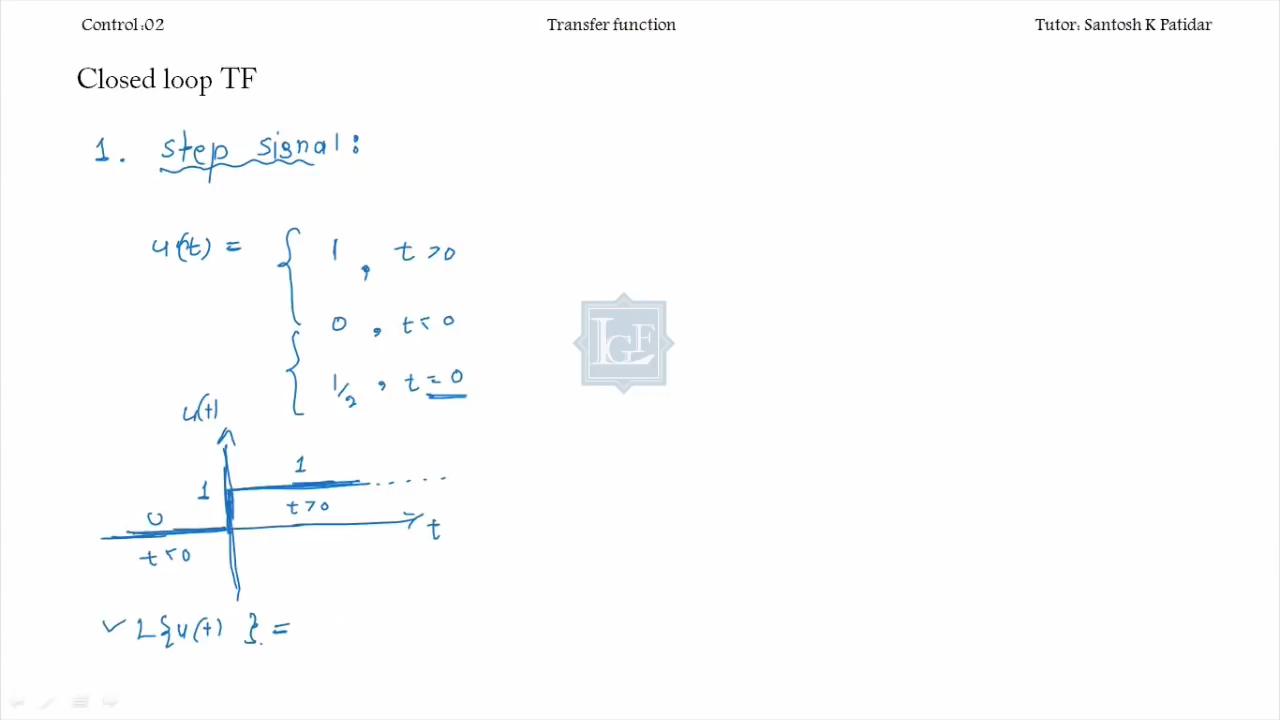 Control :02 Transfer function Tutor: Santosh K Patidar
Closed loop TF
1. step signal:
u(t) = { 1 , t > 0
0 , t < 0
1/2 , t = 0
u(t)
1
1
t > 0
0
t
t < 0
✓ L{u(t) } =
LGF